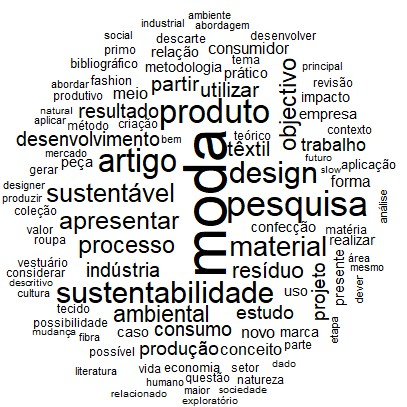 ambiente
industrial abordagem
social descarte desenvolver
primo relação consumidor
bibliográfico metodologia tema principal
fashion partir utilizar prático revisão
abordar meio objectivo impacto
produtivo resultado produto empresa
natural
aplicar método criação teórico contexto
desenvolvimento bem têxtil trabalho
mercado artigo moda futuro
peça design slow aplicação
gerar
designer sustentável forma
produzir pesquisa análise
coleção apresentar
valor confecção matéria
roupa processo material realizar
vestuário área
considerar indústria resíduo projeto presente mesmo
descritivo sustentabilidade uso dever
cultura
tecido ambiental estudo
possibilidade caso consumo novo marca etapa
mudança fibra produção conceito parte
possível
literatura vida economia setor dado
humano questão natureza
relacionado maior sociedade
exploratório